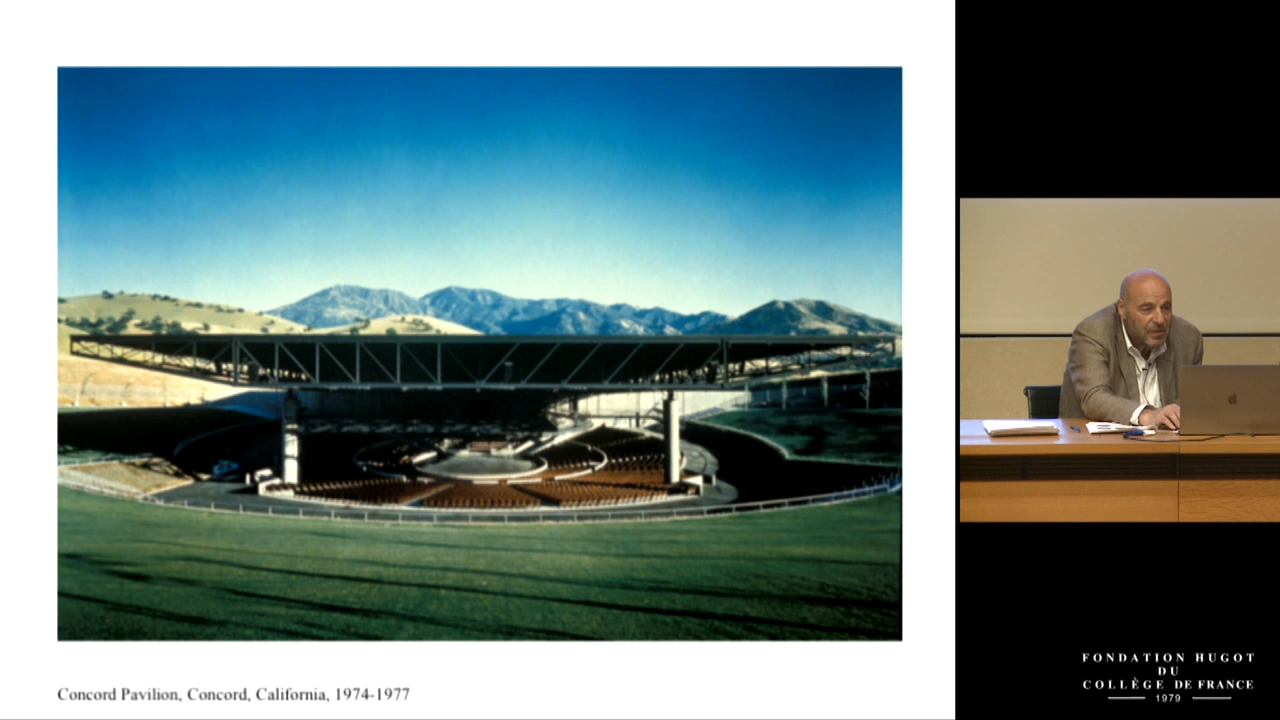 Concord Pavilion, Concord, California, 1974-1977
FONDATION HUGOT
DU
COLLÈGE DE FRANCE
1979